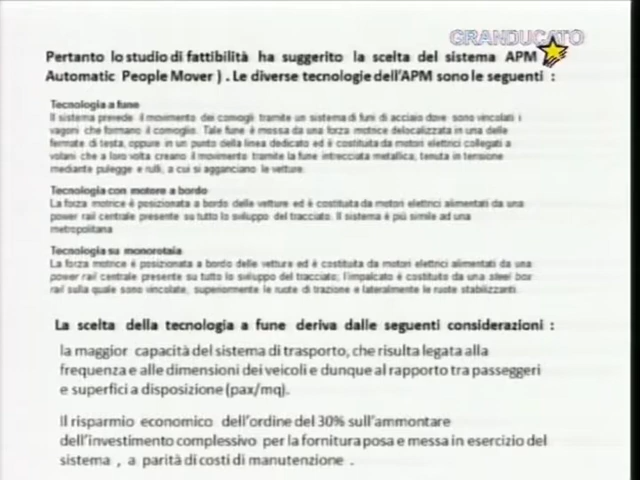 GRANDUCATO
Pertanto lo studio di fattibilità ha suggerito la scelta del sistema APM
Automatic People Mover ) . Le diverse tecnologie dell'APM sono le seguenti :
Tecnologia a fune
Il sistema prevede il movimento dei convogli tramite un sistema di funi di acciaio dove sono vincolati i
vagoni che formano il convoglio. Tale fune è messa da una forza motrice delocalizzata in una delle
fermate di testa, oppure in un punto della linea dedicato ed è costituita da motori elettrici collegati a
volani che a loro volta creano il movimento tramite la fune intrecciata metallica, tenuta in tensione
mediante pulegge e rulli, a cui si agganciano le vetture.
Tecnologia con motore a bordo
La forza motrice è posizionata a bordo delle vetture ed è costituita da motori elettrici alimentati da una
power rail centrale presente su tutto lo sviluppo del tracciato. Il sistema è più simile ad una
metropolitana
Tecnologia su monorotaia
La forza motrice è posizionata a bordo delle vetture ed è costituita da motori elettrici alimentati da una
power rail centrale presente su tutto lo sviluppo del tracciato; l'impalcato è costituto da una steel box
rail sulla quale sono vincolate, superiormente le ruote di trazione e lateralmente le ruote stabilizzanti.
La scelta della tecnologia a fune deriva dalle seguenti considerazioni :
la maggior capacità del sistema di trasporto, che risulta legata alla
frequenza e alle dimensioni dei veicoli e dunque al rapporto tra passeggeri
e superfici a disposizione (pax/mq).
Il risparmio economico dell'ordine del 30% sull'ammontare
dell'investimento complessivo per la fornitura posa e messa in esercizio del
sistema , a parità di costi di manutenzione .